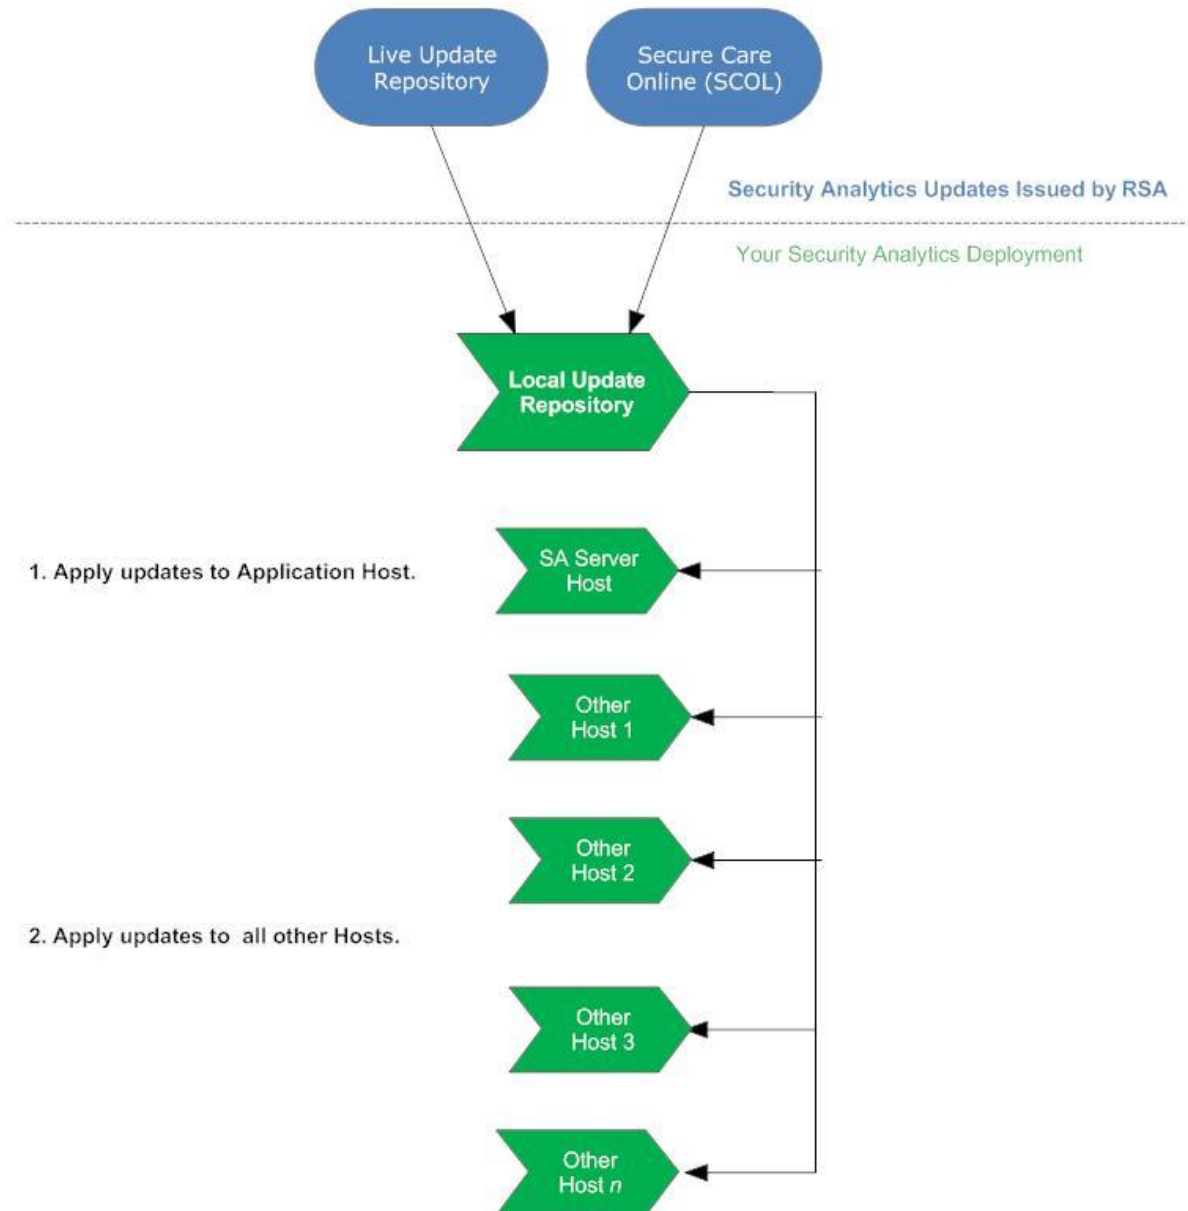 Live Update
Repository
Secure Care
Online (SCOL)
Security Analytics Updates Issued by RSA
Your Security Analytics Deployment
Local Update
Repository
1. Apply updates to Application Host.
SA Server
Host
Other
Host 1
Other
Host 2
2. Apply updates to  all other Hosts.
Other
Host 3
Other
Host n